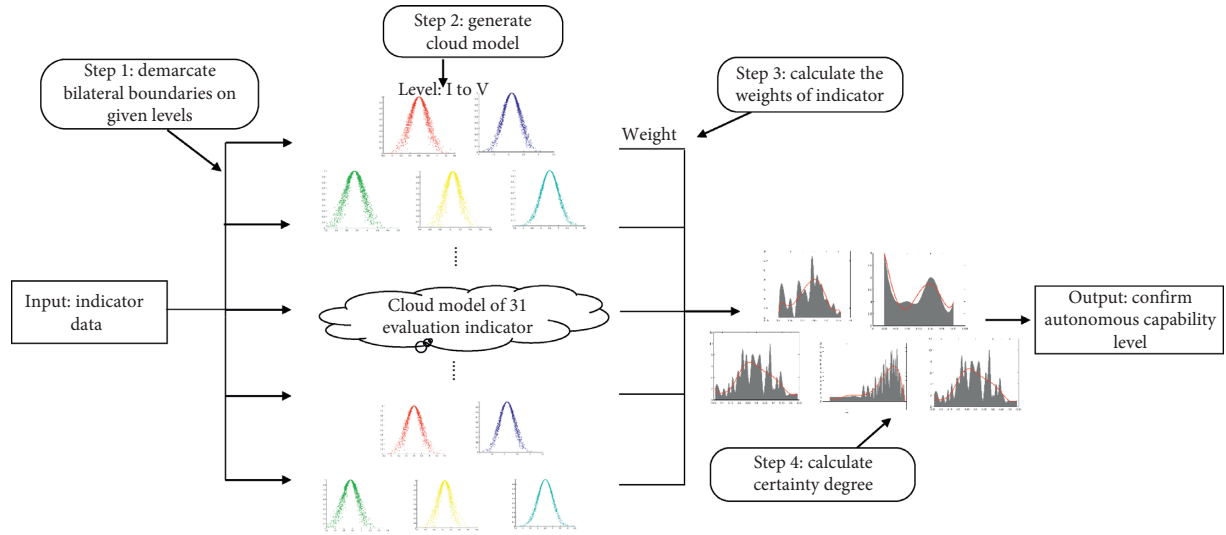 Step 2: generate
cloud model
Step 1: demarcate
bilateral boundaries on
given levels
Level: I to V
Step 3: calculate the
weights of indicator
Weight
Input: indicator
data
Cloud model of 31
evaluation indicator
Output: confirm
autonomous capability
level
Step 4: calculate
certainty degree